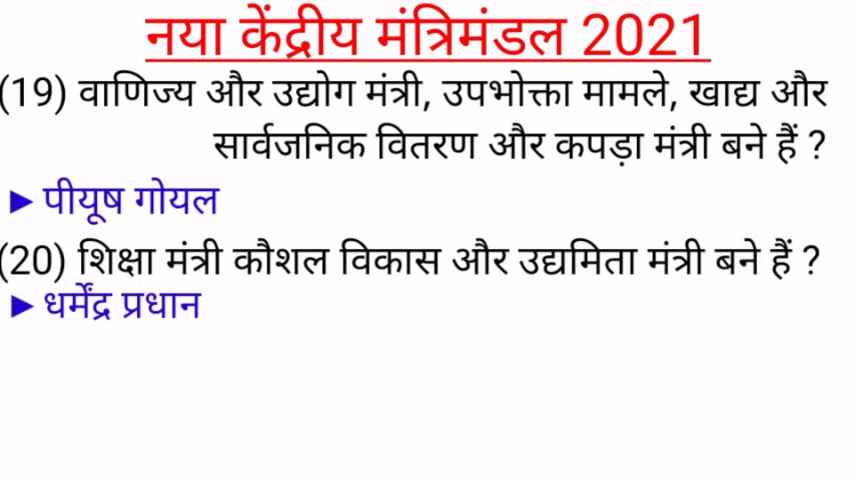 नया केंद्रीय मंत्रिमंडल 2021
(19) वाणिज्य और उद्योग मंत्री, उपभोक्ता मामले, खाद्य और
सार्वजनिक वितरण और कपड़ा मंत्री बने हैं ?
► पीयूष गोयल
(20) शिक्षा मंत्री कौशल विकास और उद्यमिता मंत्री बने हैं ?
► धर्मेंद्र प्रधान